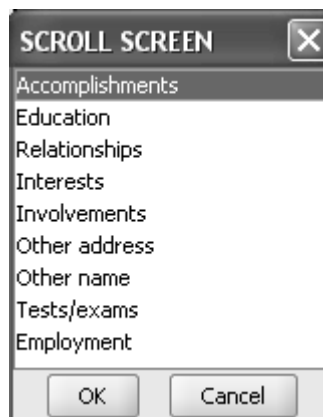 SCROLL SCREEN
Accomplishments
Education
Relationships
Interests
Involvements
Other address
Other name
Tests/exams
Employment
OK Cancel